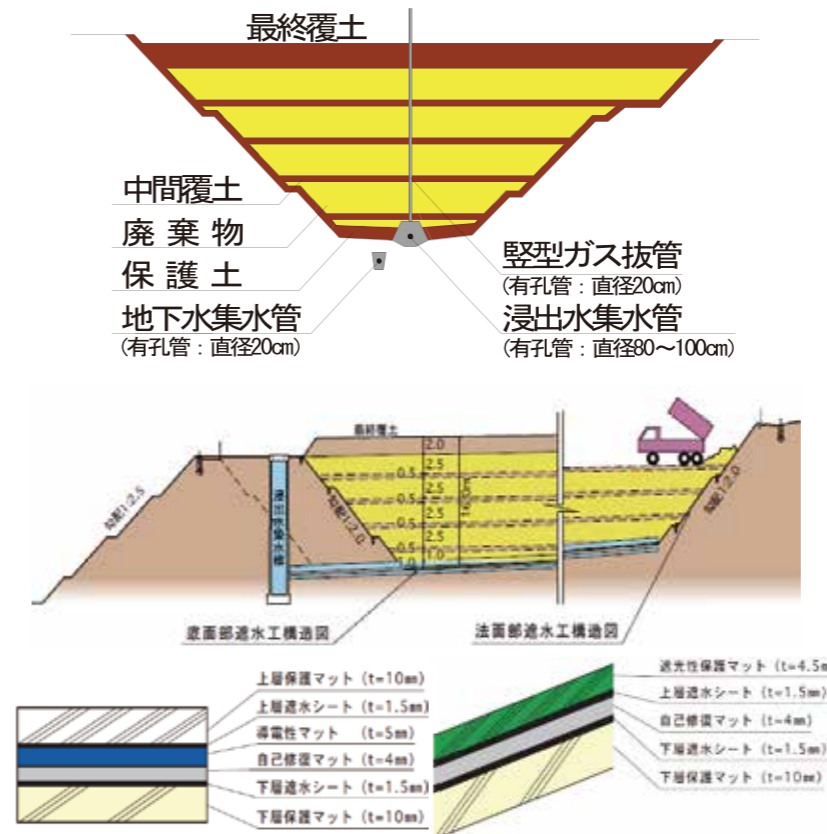 最終覆土
中間覆土
廃棄物
保護土
地下水集水管
(有孔管：直径20cm)
竪型ガス抜管
(有孔管：直径20cm)
浸出水集水管
(有孔管：直径80～100cm)
最終覆土
2.0
2.5
0.5
2.5
0.5
2.5
0.5
2.5
0.5
1.0
1.0
勾配1:2.5
浸出水集水槽
勾配1:2.0
勾配1:2.0
底面部遮水工構造図
法面部遮水工構造図
上層保護マット (t=10㎜)
上層遮水シート (t=1.5㎜)
導電性マット (t=5㎜)
自己修復マット (t=4㎜)
下層遮水シート (t=1.5㎜)
下層保護マット (t=10㎜)
遮光性保護マット (t=4.5㎜
上層遮水シート (t=1.5㎜)
自己修復マット (t=4㎜)
下層遮水シート (t=1.5㎜)
下層保護マット (t=10㎜)